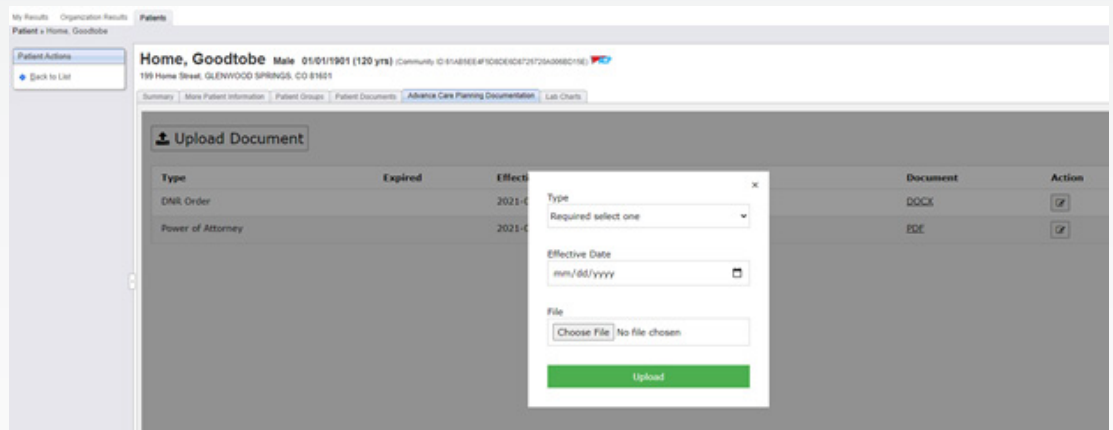 My Results Organization Results Patients
Patient » Home, Goodtobe
Patient Actions
Back to List
Home, Goodtobe Male 01/01/1901 (120 yrs)
199 Home Street, GLENWOOD SPRINGS, CO 81601
Summary More Patient Information Patient Groups Patient Documents Advance Care Planning Documentation Lab Charts
Upload Document
Type Expired Effecti Document Action
DNR Order 2021-0 DOCX
Power of Attorney 2021-0 PDF
×
Type
Required select one
Effective Date
mm/dd/yyyy
File
Choose File No file chosen
Upload